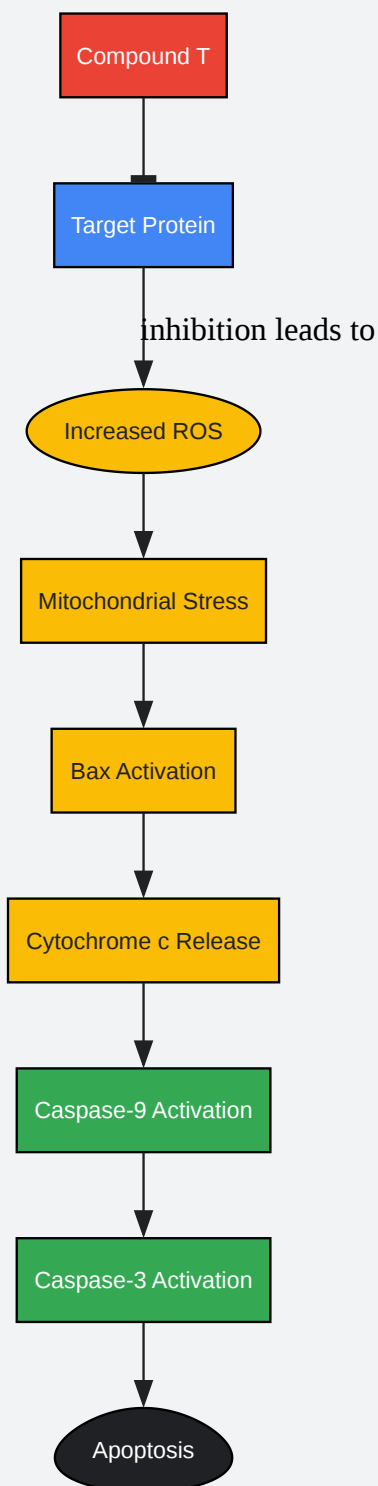 Compound T
Target Protein
inhibition leads to
Increased ROS
Mitochondrial Stress
Bax Activation
Cytochrome c Release
Caspase-9 Activation
Caspase-3 Activation
Apoptosis